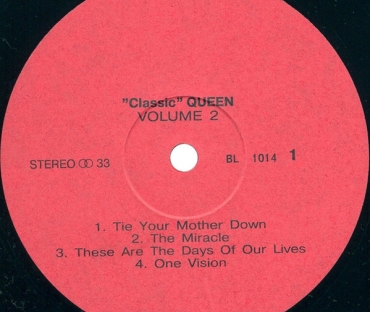 "Classic" QUEEN
VOLUME 2
STEREO 33 BL 1014 1
1. Tie Your Mother Down
2. The Miracle
3. These Are The Days Of Our Lives
4. One Vision